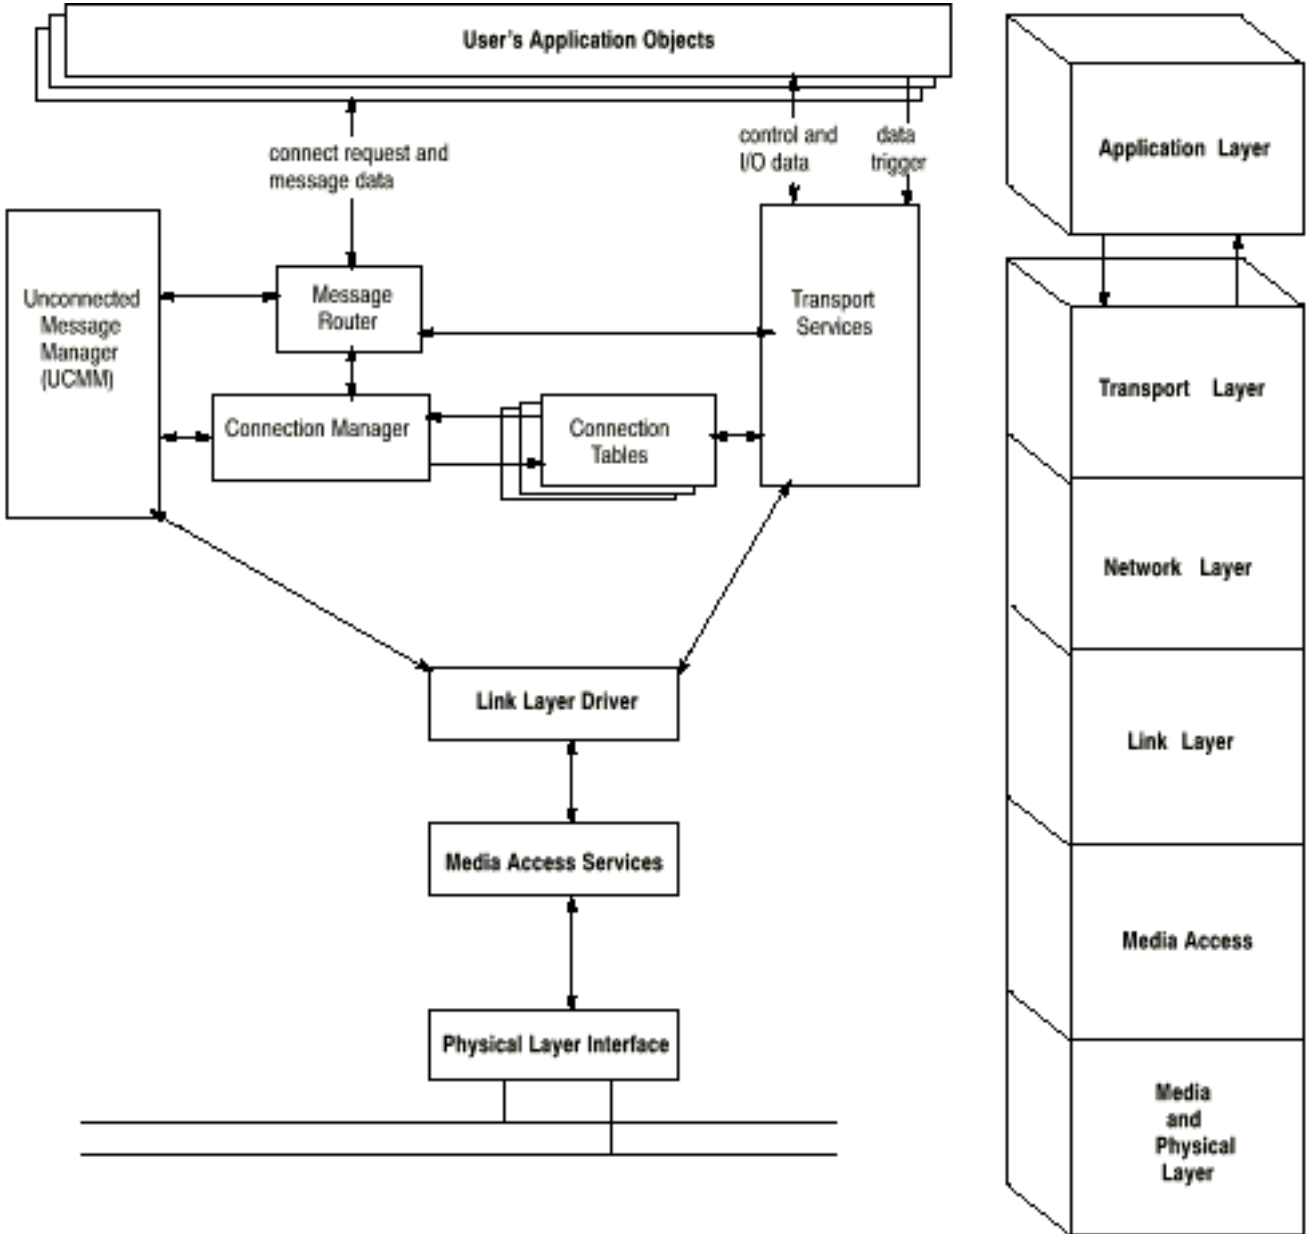 User's Application Objects
connect request and
message data
control and
I/O data
data
trigger
Unconnected
Message
Manager
(UCMM)
Message
Router
Transport
Services
Connection Manager
Connection
Tables
Link Layer Driver
Media Access Services
Physical Layer Interface
Application Layer
Transport Layer
Network Layer
Link Layer
Media Access
Media
and
Physical
Layer